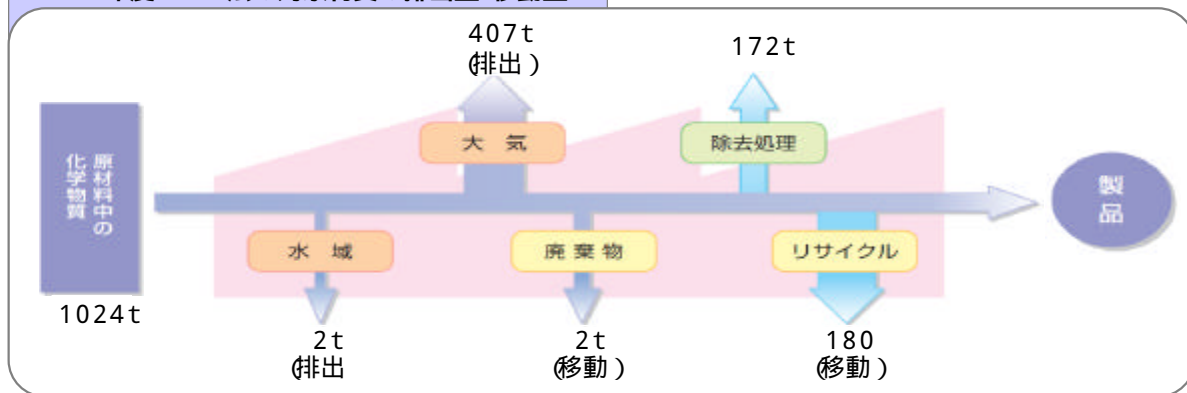 407t
(排出)
172t
大気
除去処理
原材料中の
化学物質
製品
水域
廃棄物
リサイクル
1024t
2t
(排出
2t
(移動)
180
(移動)